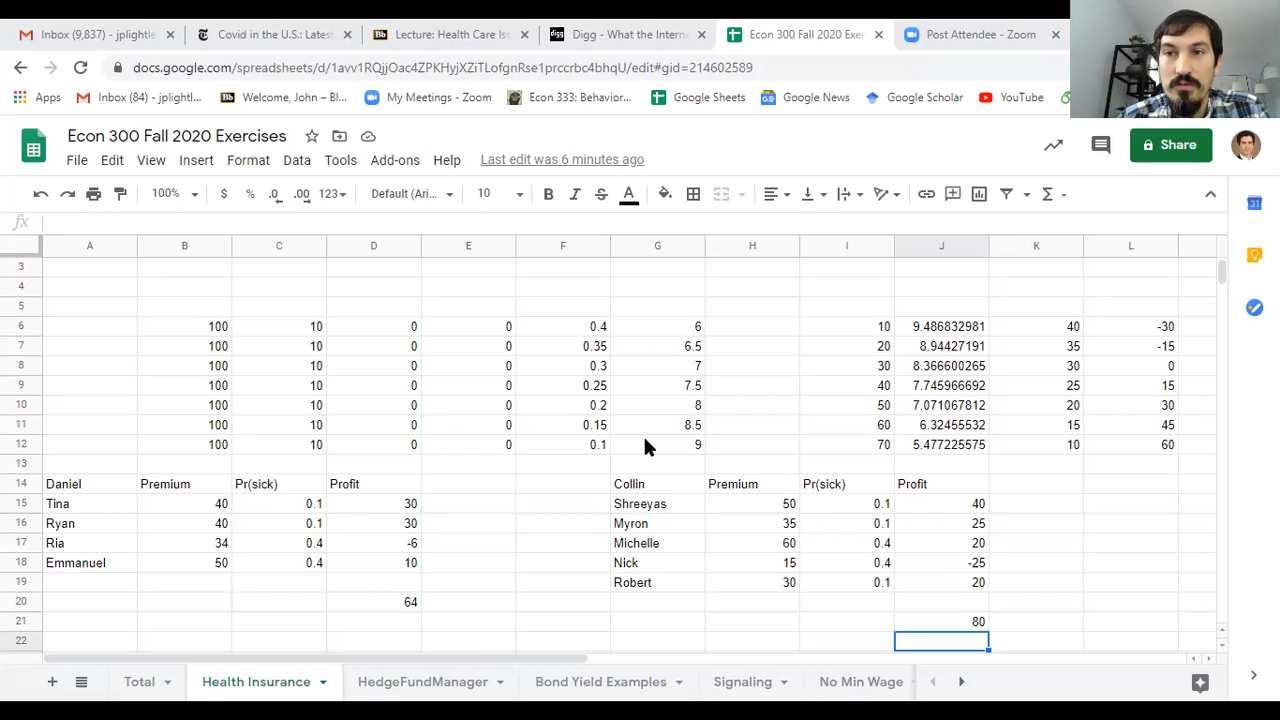 Inbox (9,837) - jplightl
Covid in the U.S.: Latest
Lecture: Health Care Iss
Digg - What the Interne
Econ 300 Fall 2020 Exer
Post Attendee - Zoom
docs.google.com/spreadsheets/d/
Apps
Inbox (84) - jplightl...
Welcome, John – Bl...
My Meetings - Zoom
Econ 333: Behavior...
Google Sheets
Google News
Google Scholar
YouTube
Econ 300 Fall 2020 Exercises
File Edit View Insert Format Data Tools Add-ons Help Last edit was 6 minutes ago
Share
100% $ % .0 .00 123 Default (Ari... 10 B I S A
fx
A B C D E F G H I J K L
3
4
5
6 100 10 0 0 0.4 6 10 9.486832981 40 -30
7 100 10 0 0 0.35 6.5 20 8.94427191 35 -15
8 100 10 0 0 0.3 7 30 8.366600265 30 0
9 100 10 0 0 0.25 7.5 40 7.745966692 25 15
10 100 10 0 0 0.2 8 50 7.071067812 20 30
11 100 10 0 0 0.15 8.5 60 6.32455532 15 45
12 100 10 0 0 0.1 9 70 5.477225575 10 60
13
14 Daniel Premium Pr(sick) Profit Collin Premium Pr(sick) Profit
15 Tina 40 0.1 30 Shreeyas 50 0.1 40
16 Ryan 40 0.1 30 Myron 35 0.1 25
17 Ria 34 0.4 -6 Michelle 60 0.4 20
18 Emmanuel 50 0.4 10 Nick 15 0.4 -25
19 Robert 30 0.1 20
20 64
21 80
22
Total Health Insurance HedgeFundManager Bond Yield Examples Signaling No Min Wage